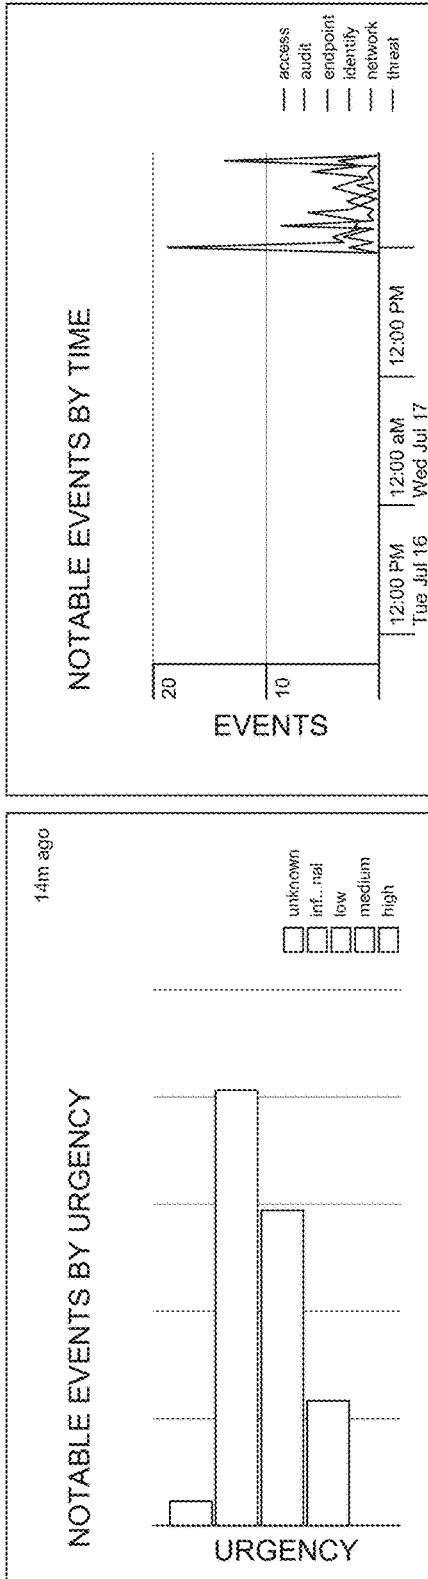 NOTABLE EVENTS BY URGENCY
14m ago
URGENCY
unknown
inf...nal
low
medium
high
NOTABLE EVENTS BY TIME
EVENTS
20
10
12:00 PM
Tue Jul 16
12:00 aM
Wed Jul 17
12:00 PM
access
audit
endpoint
identify
network
threat